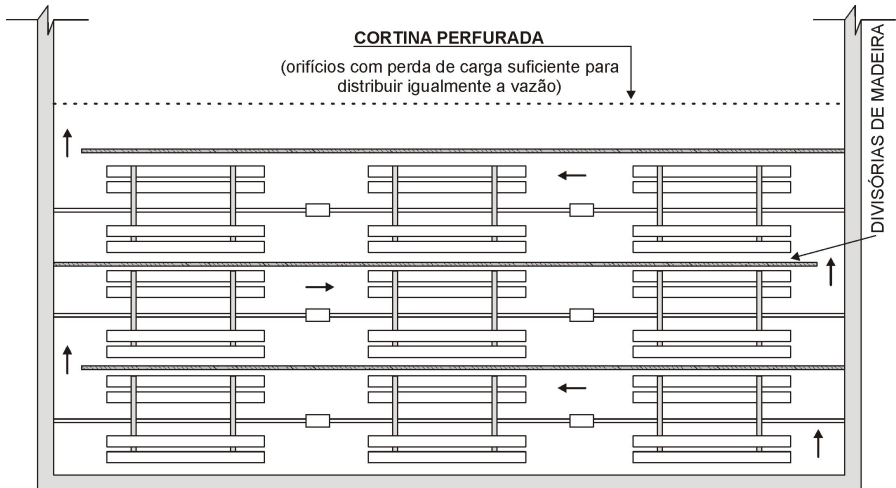 CORTINA PERFURADA
(orifícios com perda de carga suficiente para
distribuir igualmente a vazão)
DIVISÓRIAS DE MADEIRA